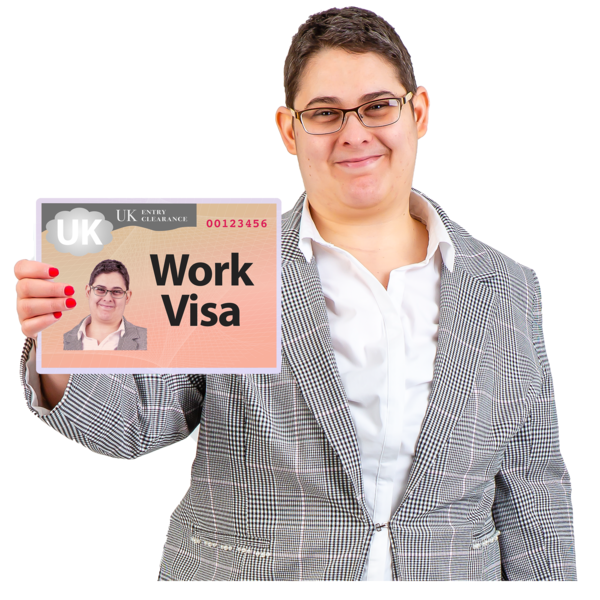 UK ENTRY CLEARANCE
00123456
UK
Work
Visa